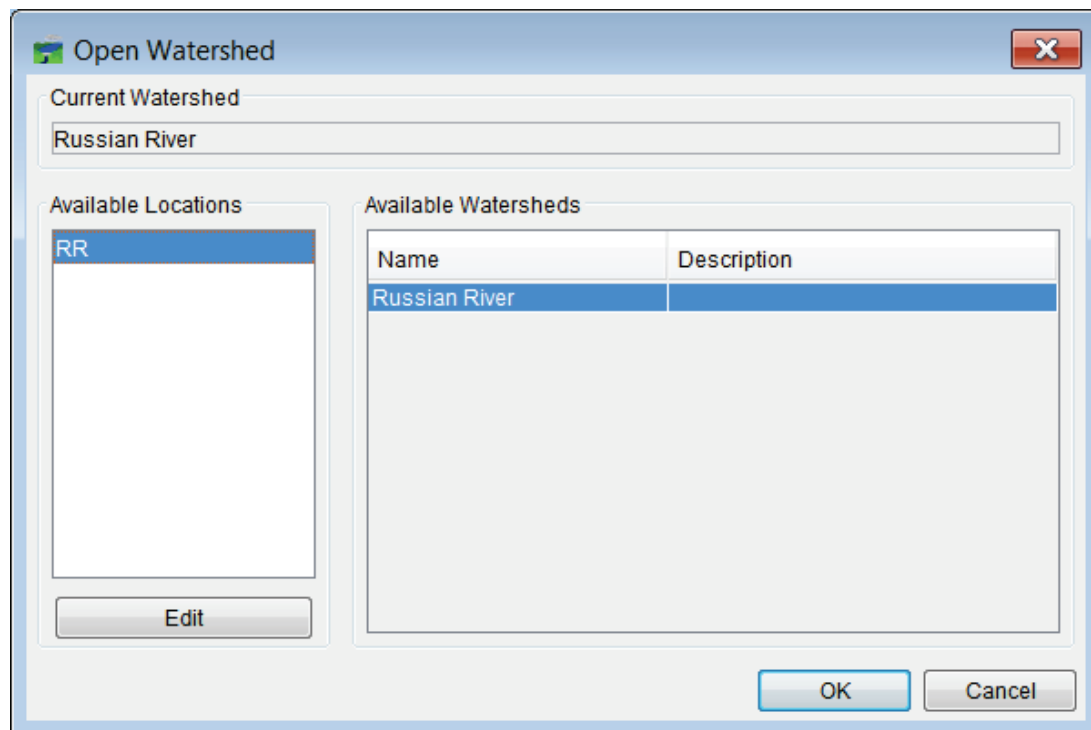 Open Watershed
Current Watershed
Russian River
Available Locations
RR
Edit
Available Watersheds
Name Description
Russian River
OK Cancel